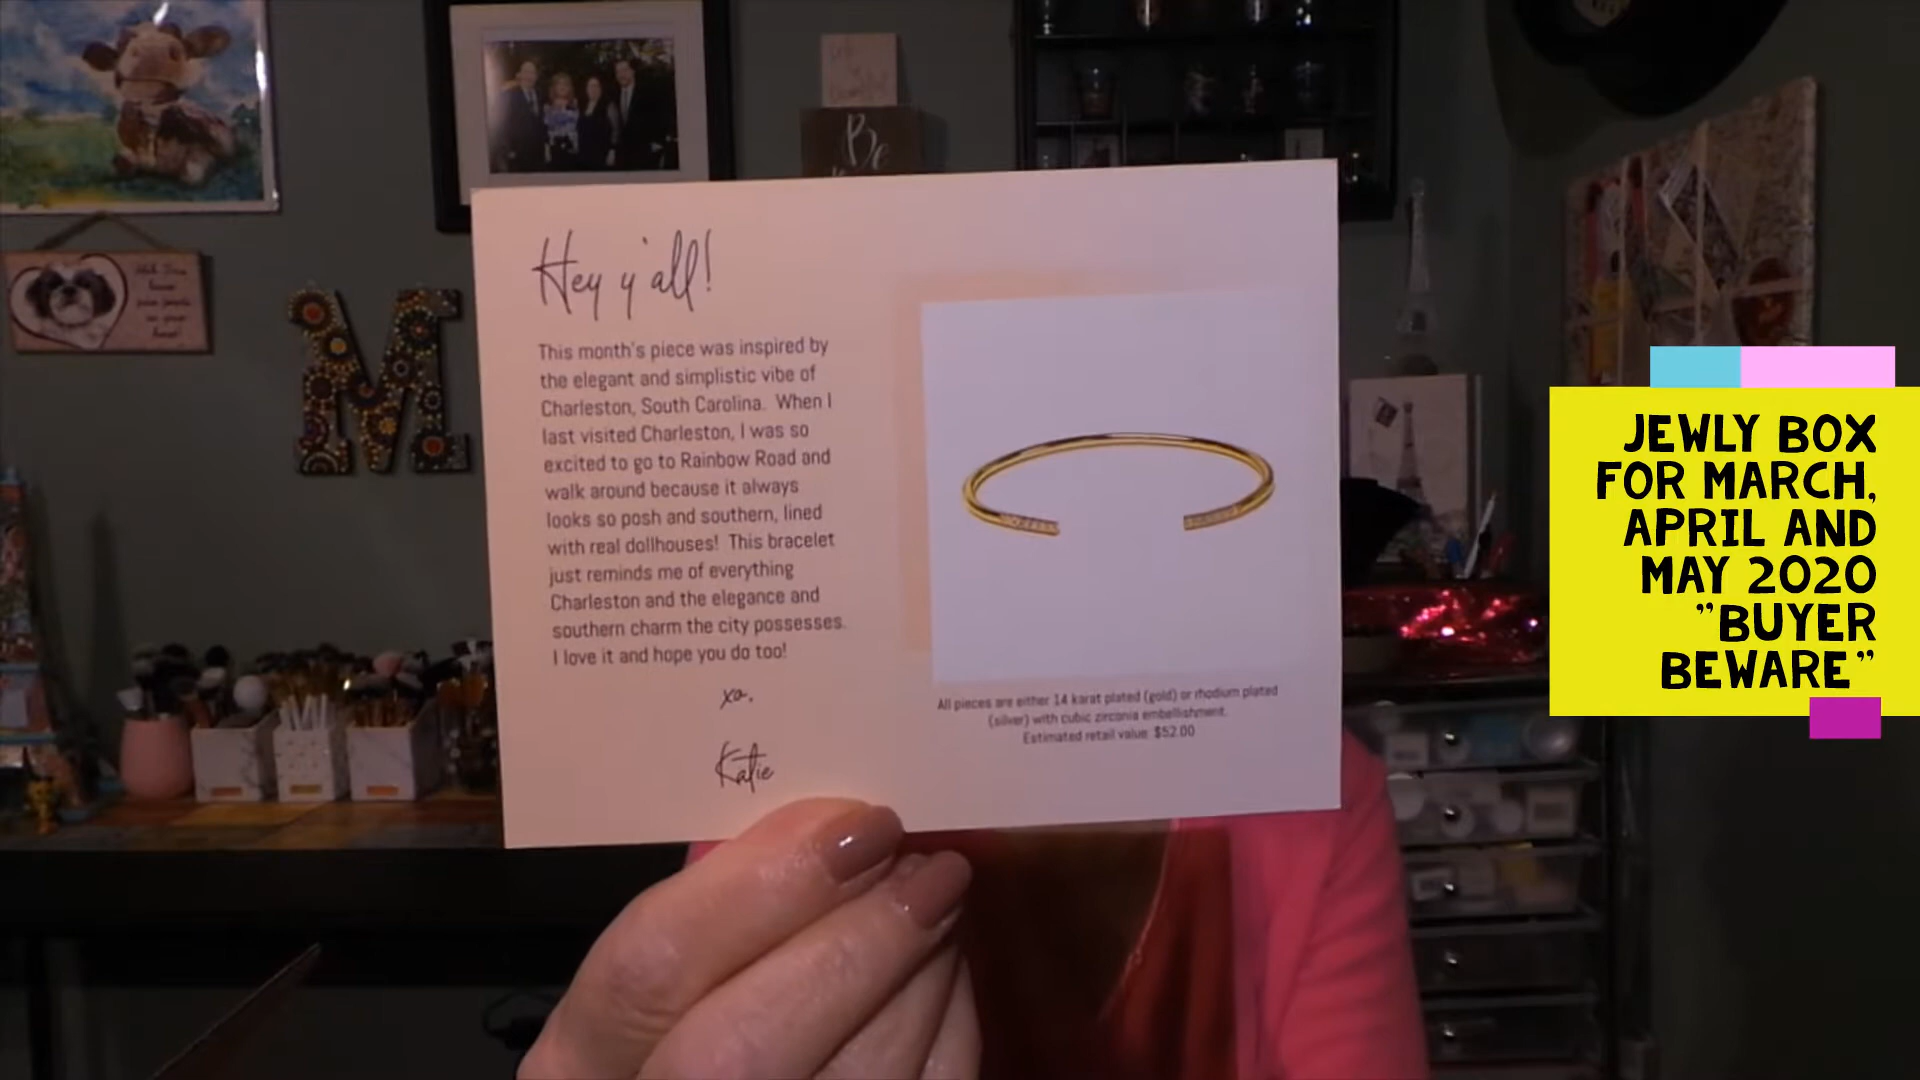 Be
Hey y'all!
This month's piece was inspired by
the elegant and simplistic vibe of
Charleston, South Carolina. When I
last visited Charleston, I was so
excited to go to Rainbow Road and
walk around because it always
looks so posh and southern, lined
with real dollhouses! This bracelet
just reminds me of everything
Charleston and the elegance and
southern charm the city possesses.
I love it and hope you do too!
xo.
Katie
All pieces are either 14 karat plated (gold) or rhodium plated
(silver) with cubic zirconia embellishment.
Estimated retail value: $52.00
M
JEWLY BOX
FOR MARCH,
APRIL AND
MAY 2020
"BUYER
BEWARE"